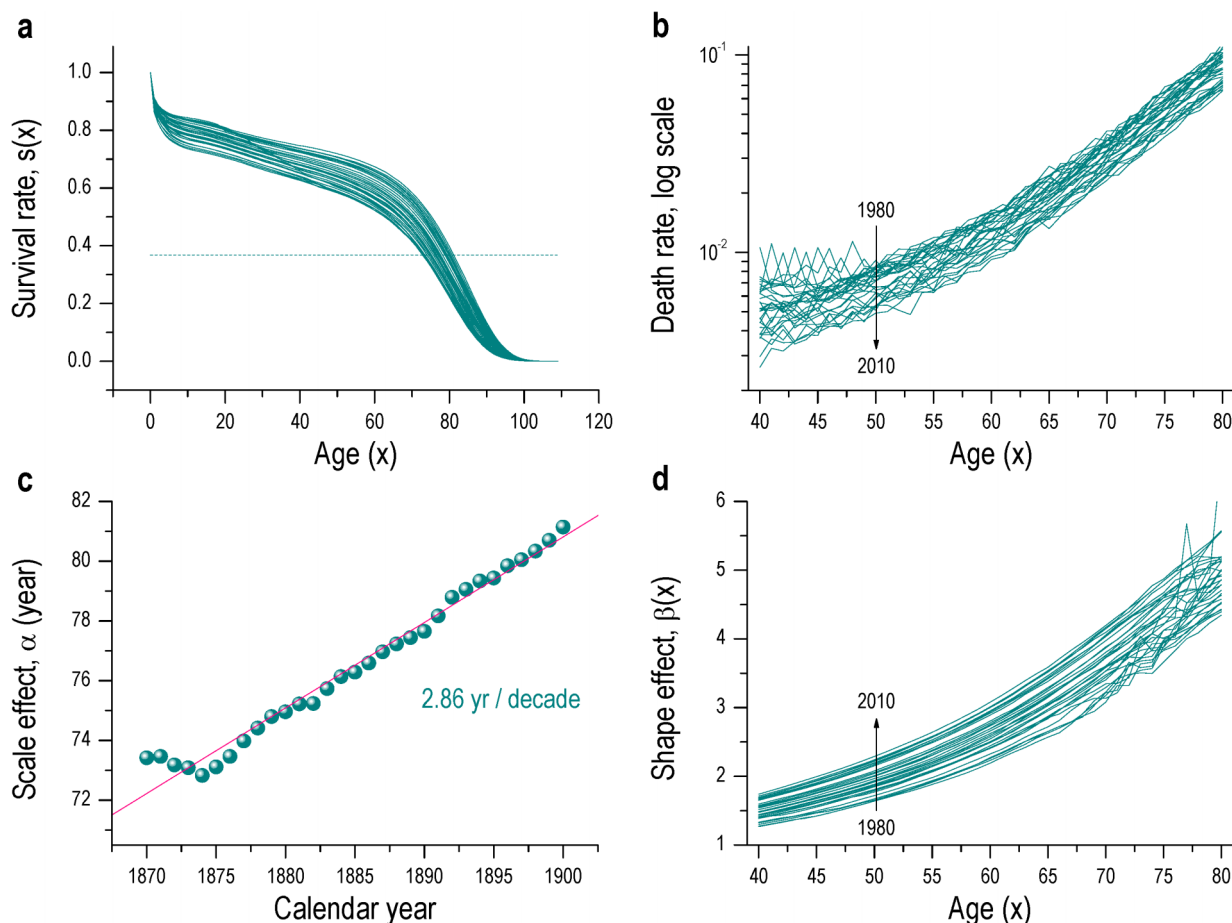 a
Survival rate, s(x)
1.0
0.8
0.6
0.4
0.2
0.0
0 20 40 60 80 100 120
Age (x)
b
Death rate, log scale
10-1
10-2
1980
2010
40 45 50 55 60 65 70 75 80
Age (x)
c
Scale effect, α (year)
82
80
78
76
74
72
2.86 yr / decade
1870 1875 1880 1885 1890 1895 1900
Calendar year
d
Shape effect, β(x)
6
5
4
3
2
1
2010
1980
40 45 50 55 60 65 70 75 80
Age (x)